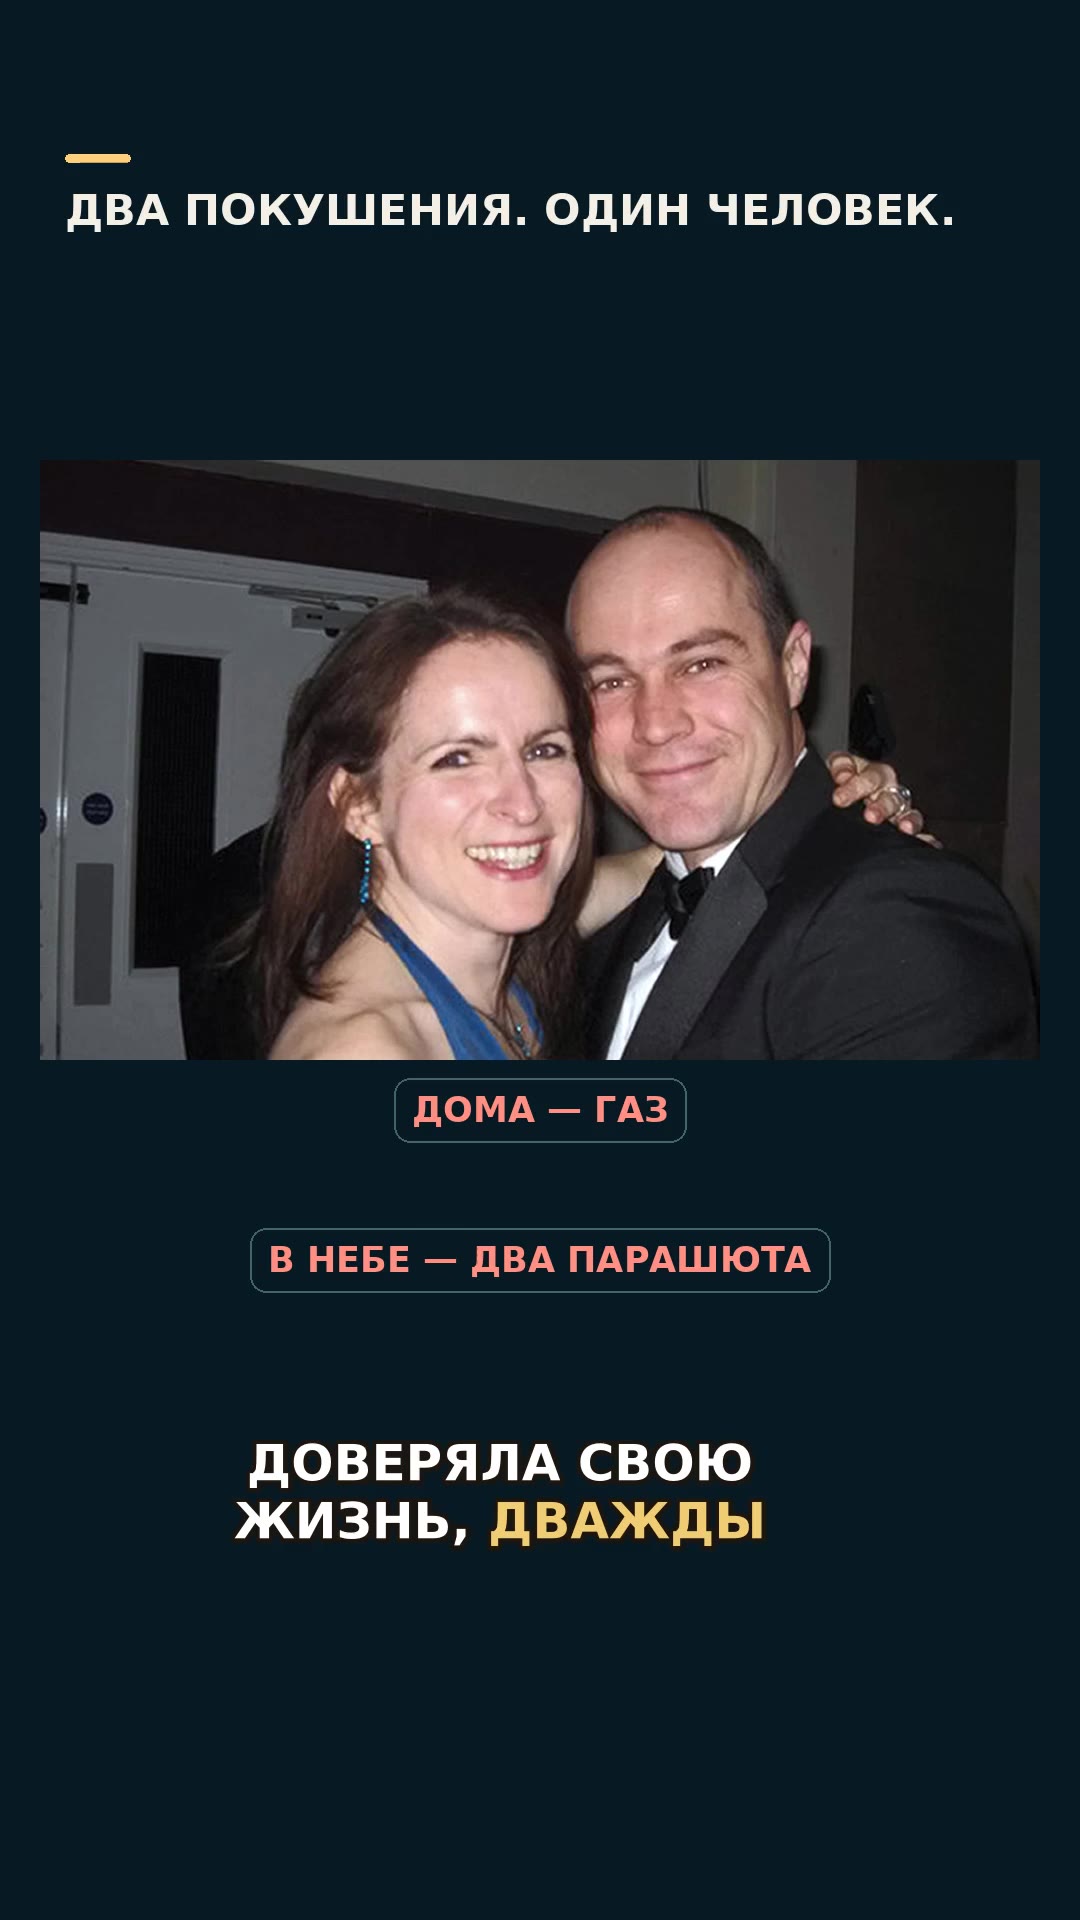 ДВА ПОКУШЕНИЯ. ОДИН ЧЕЛОВЕК.
ДОМА — ГАЗ
В НЕБЕ — ДВА ПАРАШЮТА
ДОВЕРЯЛА СВОЮ
ЖИЗНЬ, ДВАЖДЫ